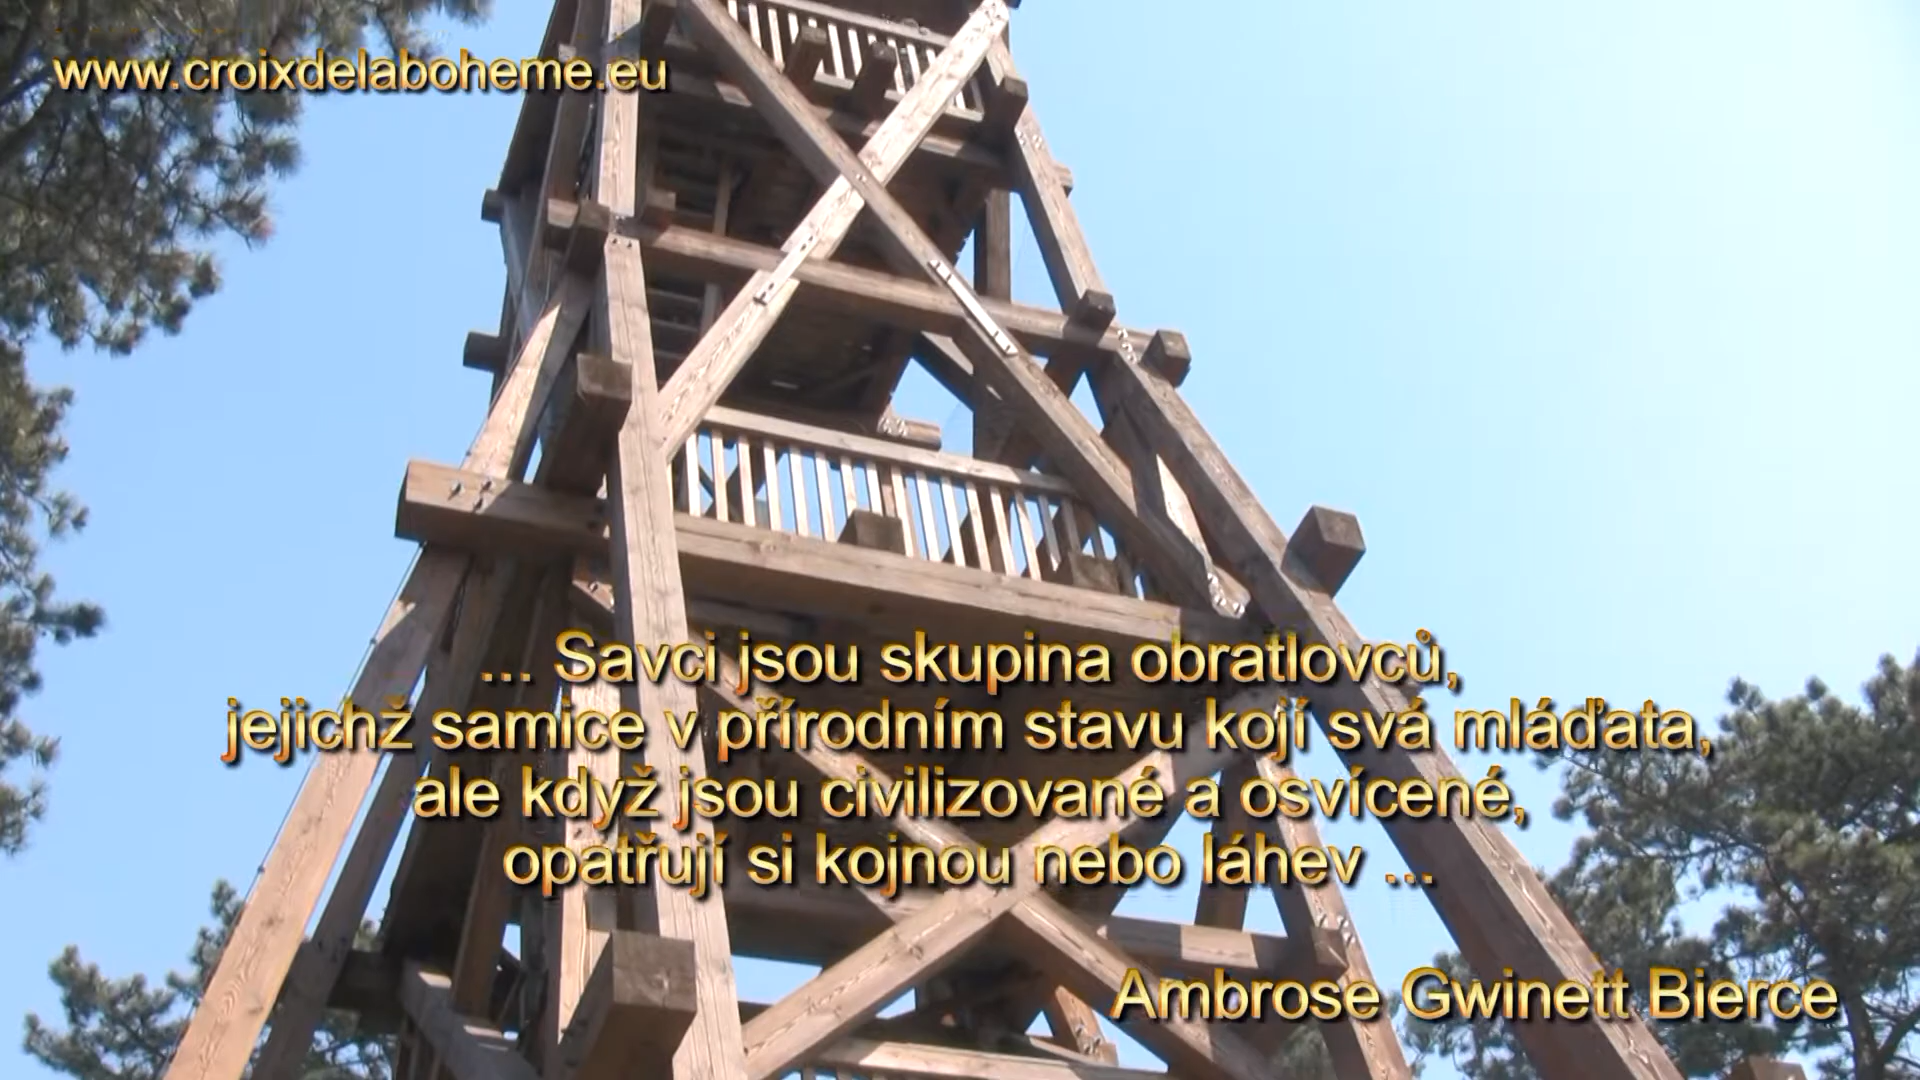 www.croixdelaboheme.eu
... Savci jsou skupina obratlovců,
jejichž samice v přírodním stavu kojí svá mláďata,
ale když jsou civilizované a osvícené,
opatřují si kojnou nebo láhev ...
Ambrose Gwinett Bierce